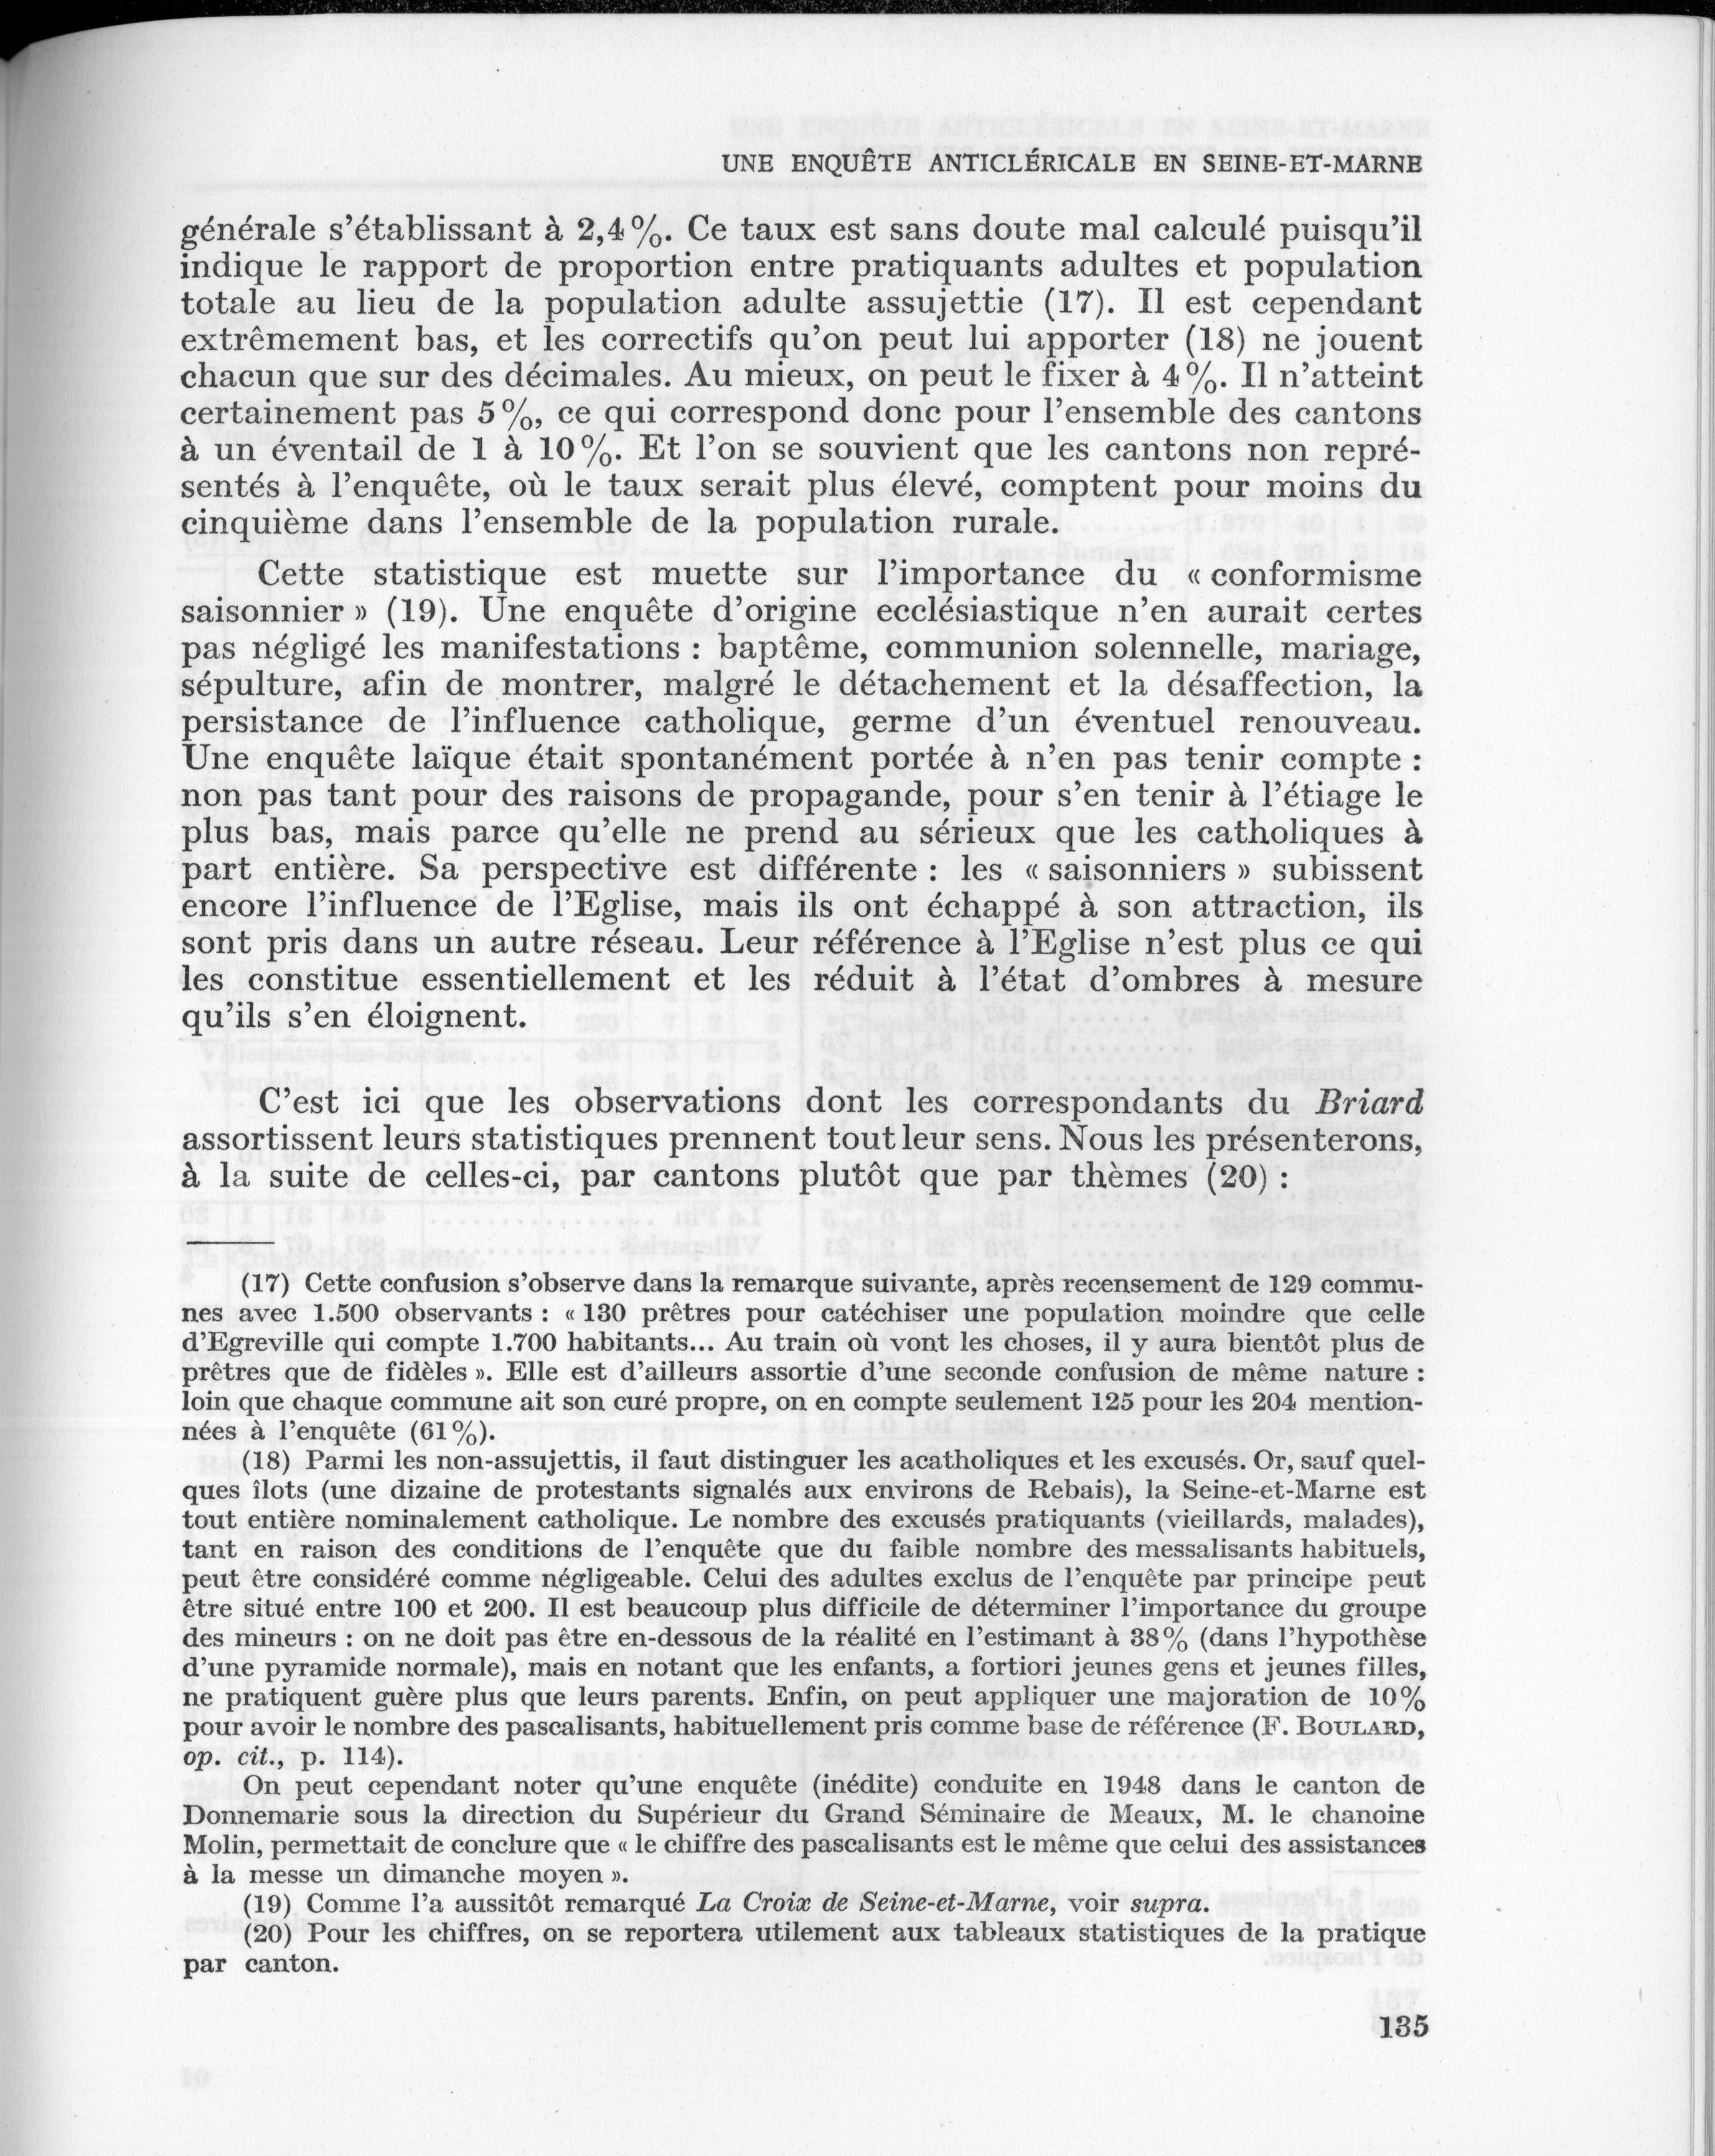 UNE ENQUÊTE ANTICLÉRICALE EN SEINE-ET-MARNE
générale s'établissant à 2,4%. Ce taux est sans doute mal calculé puisqu'il
indique le rapport de proportion entre pratiquants adultes et population
totale au lieu de la population adulte assujettie (17). Il est cependant
extrêmement bas, et les correctifs qu'on peut lui apporter (18) ne jouent
chacun que sur des décimales. Au mieux, on peut le fixer à 4%. Il n'atteint
certainement pas 5%, ce qui correspond donc pour l'ensemble des cantons
à un éventail de 1 à 10%. Et l'on se souvient que les cantons non repré-
sentés à l'enquête, où le taux serait plus élevé, comptent pour moins du
cinquième dans l'ensemble de la population rurale.
Cette statistique est muette sur l'importance du « conformisme
saisonnier » (19). Une enquête d'origine ecclésiastique n'en aurait certes
pas négligé les manifestations : baptême, communion solennelle, mariage,
sépulture, afin de montrer, malgré le détachement et la désaffection, la
persistance de l'influence catholique, germe d'un éventuel renouveau.
Une enquête laïque était spontanément portée à n'en pas tenir compte :
non pas tant pour des raisons de propagande, pour s'en tenir à l'étiage le
plus bas, mais parce qu'elle ne prend au sérieux que les catholiques à
part entière. Sa perspective est différente : les « saisonniers » subissent
encore l'influence de l'Eglise, mais ils ont échappé à son attraction, ils
sont pris dans un autre réseau. Leur référence à l'Eglise n'est plus ce qui
les constitue essentiellement et les réduit à l'état d'ombres à mesure
qu'ils s'en éloignent.
C'est ici que les observations dont les correspondants du Briard
assortissent leurs statistiques prennent tout leur sens. Nous les présenterons,
à la suite de celles-ci, par cantons plutôt que par thèmes (20) :
(17) Cette confusion s'observe dans la remarque suivante, après recensement de 129 commu-
nes avec 1.500 observants : « 130 prêtres pour catéchiser une population moindre que celle
d'Egreville qui compte 1.700 habitants... Au train où vont les choses, il y aura bientôt plus de
prêtres que de fidèles ». Elle est d'ailleurs assortie d'une seconde confusion de même nature :
loin que chaque commune ait son curé propre, on en compte seulement 125 pour les 204 mention-
nées à l'enquête (61%).
(18) Parmi les non-assujettis, il faut distinguer les acatholiques et les excusés. Or, sauf quel-
ques îlots (une dizaine de protestants signalés aux environs de Rebais), la Seine-et-Marne est
tout entière nominalement catholique. Le nombre des excusés pratiquants (vieillards, malades),
tant en raison des conditions de l'enquête que du faible nombre des messalisants habituels,
peut être considéré comme négligeable. Celui des adultes exclus de l'enquête par principe peut
être situé entre 100 et 200. Il est beaucoup plus difficile de déterminer l'importance du groupe
des mineurs : on ne doit pas être en-dessous de la réalité en l'estimant à 38% (dans l'hypothèse
d'une pyramide normale), mais en notant que les enfants, a fortiori jeunes gens et jeunes filles,
ne pratiquent guère plus que leurs parents. Enfin, on peut appliquer une majoration de 10%
pour avoir le nombre des pascalisants, habituellement pris comme base de référence (F. BOULARD,
op. cit., p. 114).
On peut cependant noter qu'une enquête (inédite) conduite en 1948 dans le canton de
Donnemarie sous la direction du Supérieur du Grand Séminaire de Meaux, M. le chanoine
Molin, permettait de conclure que « le chiffre des pascalisants est le même que celui des assistances
à la messe un dimanche moyen ».
(19) Comme l'a aussitôt remarqué La Croix de Seine-et-Marne, voir supra.
(20) Pour les chiffres, on se reportera utilement aux tableaux statistiques de la pratique
par canton.
135